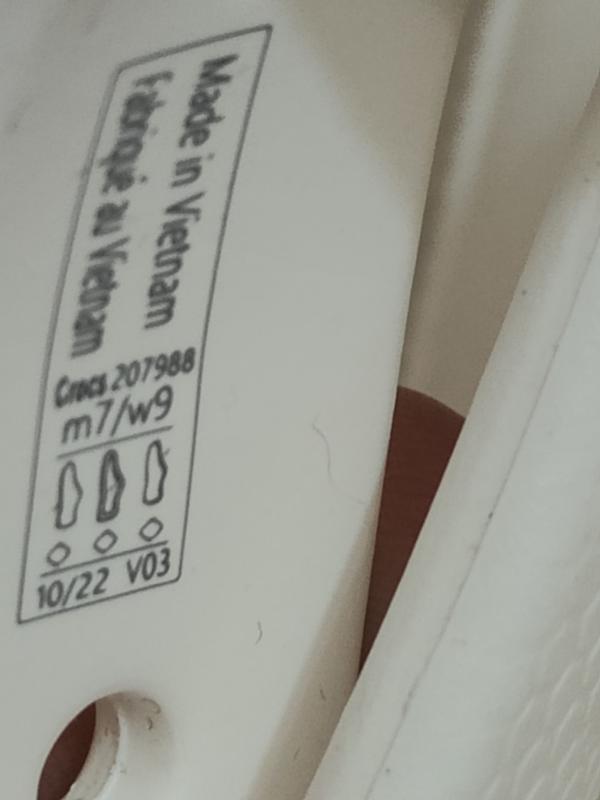 Made in Vietnam
Fabriqué au Vietnam
Crocs 207988
m7/w9
10/22 V03